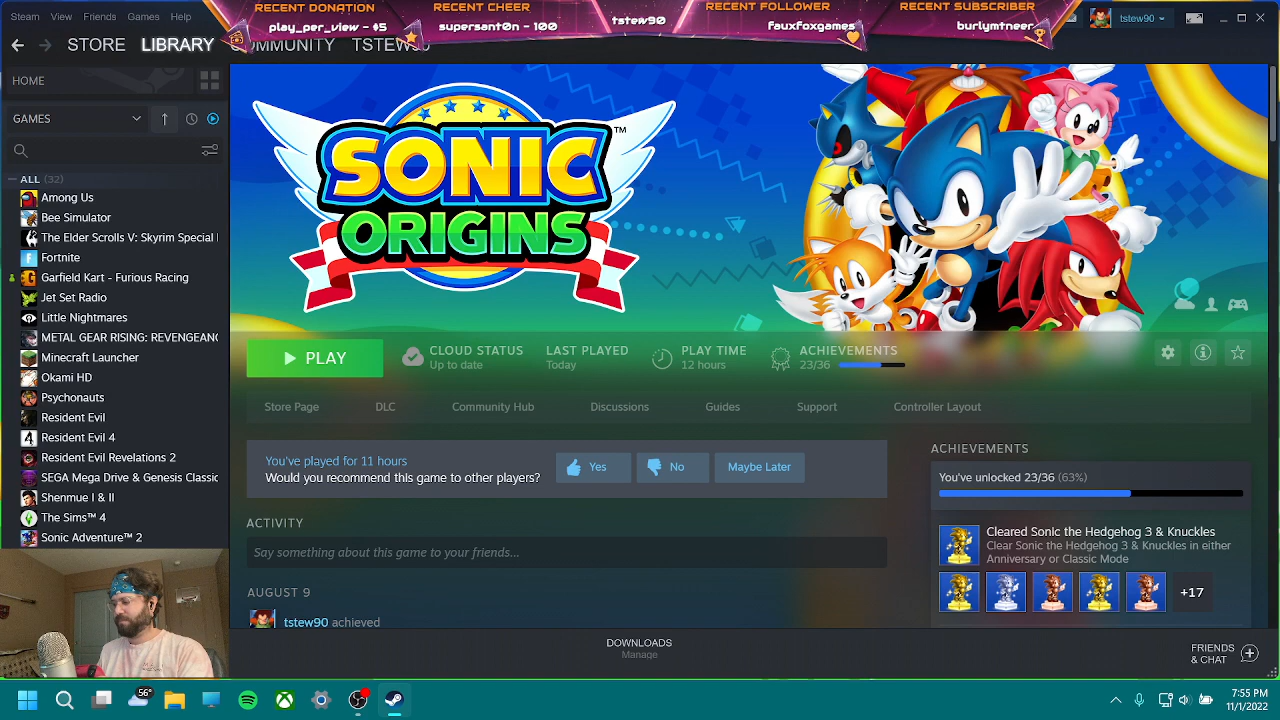 RECENT DONATION
play_per_view - $5
RECENT CHEER
supersant0n - 100
tstew90
RECENT FOLLOWER
FauxFoxgames
RECENT SUBSCRIBER
burlymtneer
Steam View Friends Games Help
tstew90
STORE LIBRARY OMMUNITY TSTEW90
HOME
GAMES
ALL (32)
Among Us
Bee Simulator
The Elder Scrolls V: Skyrim Special
Fortnite
Garfield Kart - Furious Racing
Jet Set Radio
Little Nightmares
METAL GEAR RISING: REVENGEANC
Minecraft Launcher
Okami HD
Psychonauts
Resident Evil
Resident Evil 4
Resident Evil Revelations 2
Mega Drive & Genesis Classic
Shenmue I & II
The Sims™ 4
Sonic Adventure™ 2
SONIC
ORIGINS
TM
PLAY
CLOUD STATUS
Up to date
LAST PLAYED
Today
PLAY TIME
12 hours
ACHIEVEMENTS
23/36
Store Page DLC Community Hub Discussions Guides Support Controller Layout
You've played for 11 hours
Would you recommend this game to other players?
Yes
No
Maybe Later
ACTIVITY
Say something about this game to your friends...
AUGUST 9
tstew90 achieved
ACHIEVEMENTS
You've unlocked 23/36 (63%)
Cleared Sonic the Hedgehog 3 & Knuckles
Clear Sonic the Hedgehog 3 & Knuckles in either
Anniversary or Classic Mode
+17
DOWNLOADS
Manage
FRIENDS
& CHAT
56°
7:55 PM
11/1/2022